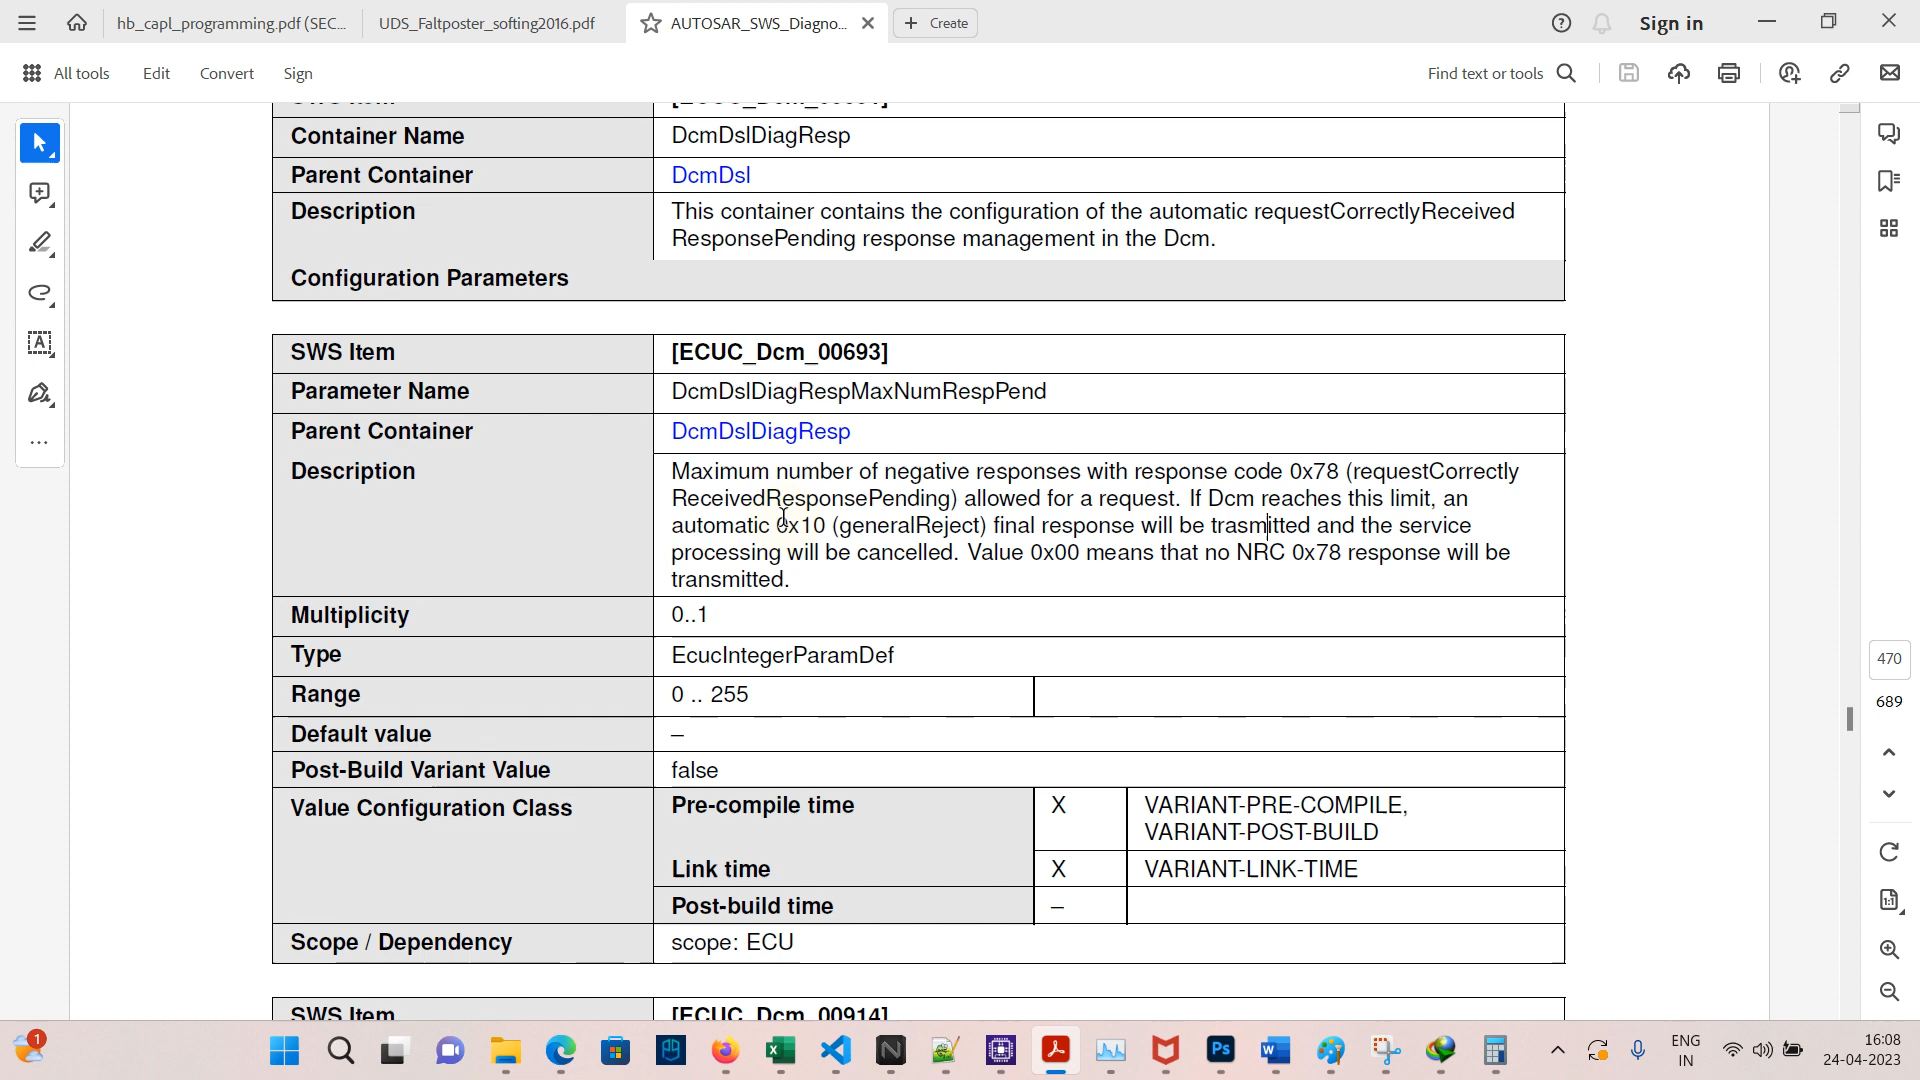 hb_capl_programming.pdf (SEC...
UDS_Faltposter_softing2016.pdf
AUTOSAR_SWS_Diagno...
Create
Sign in
All tools
Edit
Convert
Sign
Find text or tools
Container Name
DcmDslDiagResp
Parent Container
DcmDsl
Description
This container contains the configuration of the automatic requestCorrectlyReceived
ResponsePending response management in the Dcm.
Configuration Parameters
SWS Item
[ECUC_Dcm_00693]
Parameter Name
DcmDslDiagRespMaxNumRespPend
Parent Container
DcmDslDiagResp
Description
Maximum number of negative responses with response code 0x78 (requestCorrectly
ReceivedResponsePending) allowed for a request. If Dcm reaches this limit, an
automatic 0x10 (generalReject) final response will be trasmitted and the service
processing will be cancelled. Value 0x00 means that no NRC 0x78 response will be
transmitted.
Multiplicity
0..1
Type
EcucIntegerParamDef
Range
0 .. 255
Default value
–
Post-Build Variant Value
false
Value Configuration Class
Pre-compile time
X
VARIANT-PRE-COMPILE,
VARIANT-POST-BUILD
Link time
X
VARIANT-LINK-TIME
Post-build time
–
Scope / Dependency
scope: ECU
SWS Item
[ECUC_Dcm_00914]
470
689
1
ENG
IN
16:08
24-04-2023